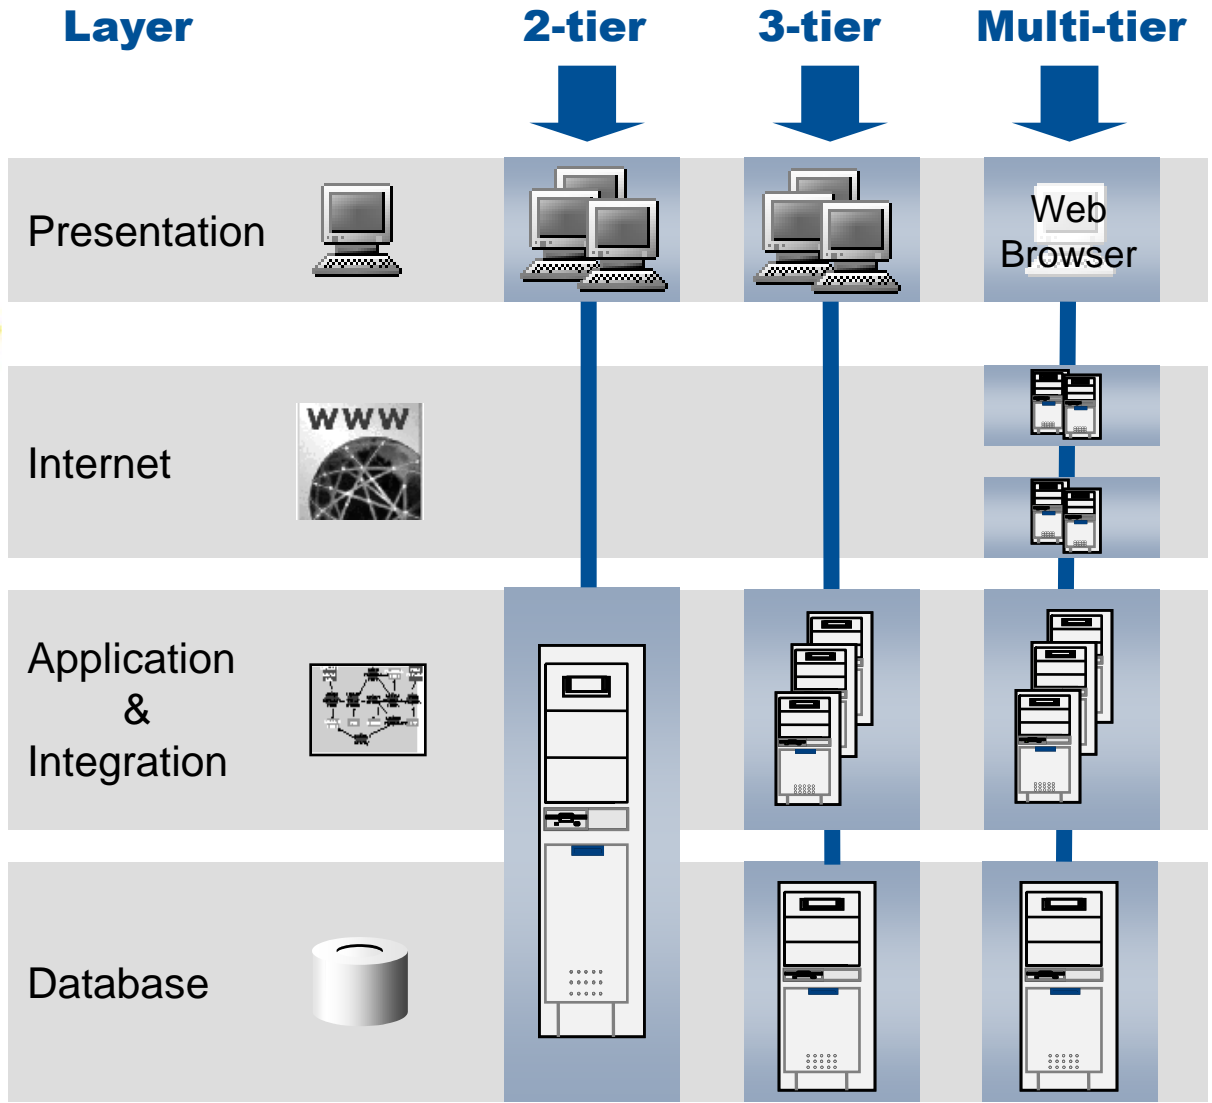 Layer 2-tier 3-tier Multi-tier
Presentation
Web
Browser
WWW
Internet
Application
&
Integration
Database